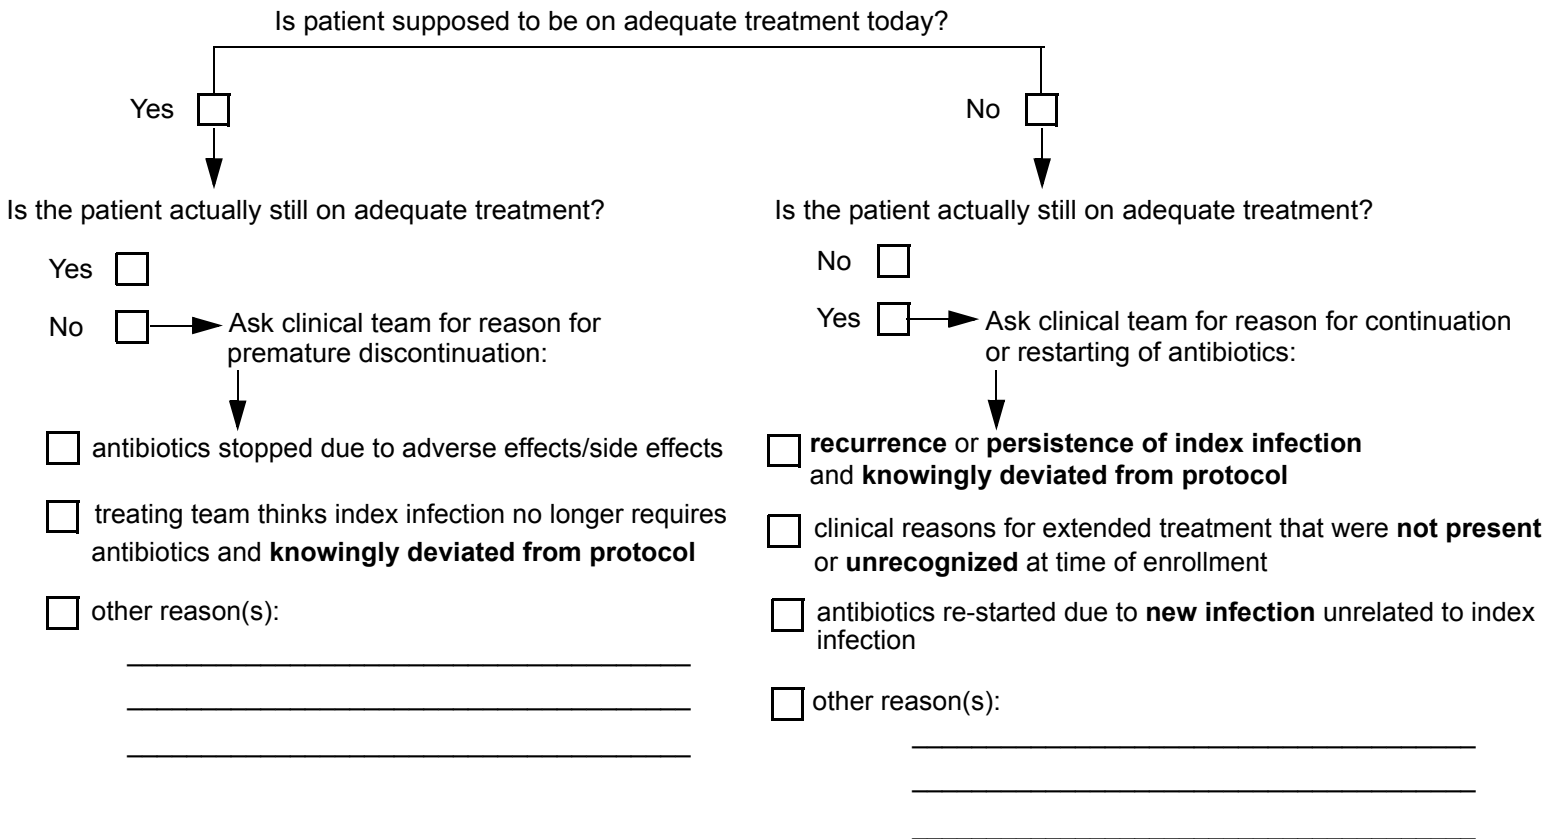 Is patient supposed to be on adequate treatment today?
Yes
No
Is the patient actually still on adequate treatment?
Yes
No
Ask clinical team for reason for
premature discontinuation:
antibiotics stopped due to adverse effects/side effects
treating team thinks index infection no longer requires
antibiotics and knowingly deviated from protocol
other reason(s):
Is the patient actually still on adequate treatment?
No
Yes
Ask clinical team for reason for continuation
or restarting of antibiotics:
recurrence or persistence of index infection
and knowingly deviated from protocol
clinical reasons for extended treatment that were not present
or unrecognized at time of enrollment
antibiotics re-started due to new infection unrelated to index
infection
other reason(s):